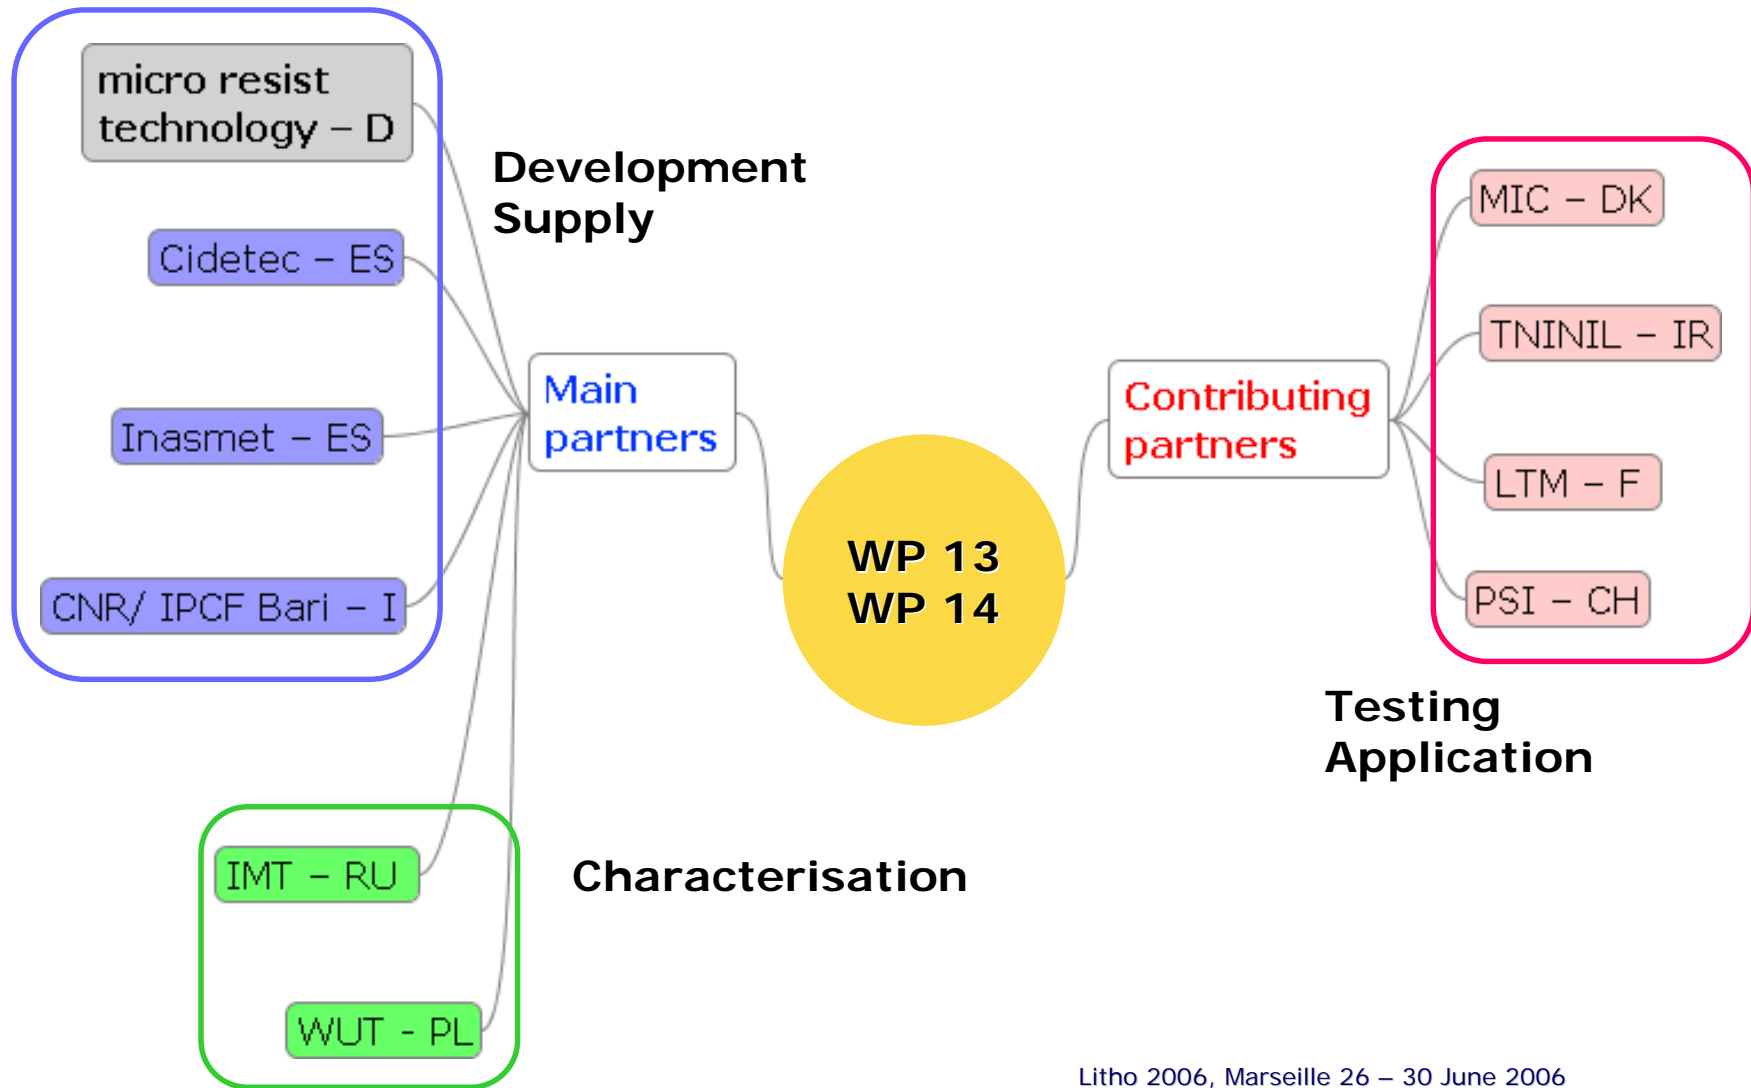 micro resist
technology – D
Development
Supply
Cidetec – ES
Inasmet – ES
CNR/ IPCF Bari – I
Main
partners
IMT – RU
WUT - PL
Characterisation
WP 13
WP 14
Contributing
partners
MIC – DK
TNINIL – IR
LTM – F
PSI – CH
Testing
Application
Litho 2006, Marseille 26 – 30 June 2006